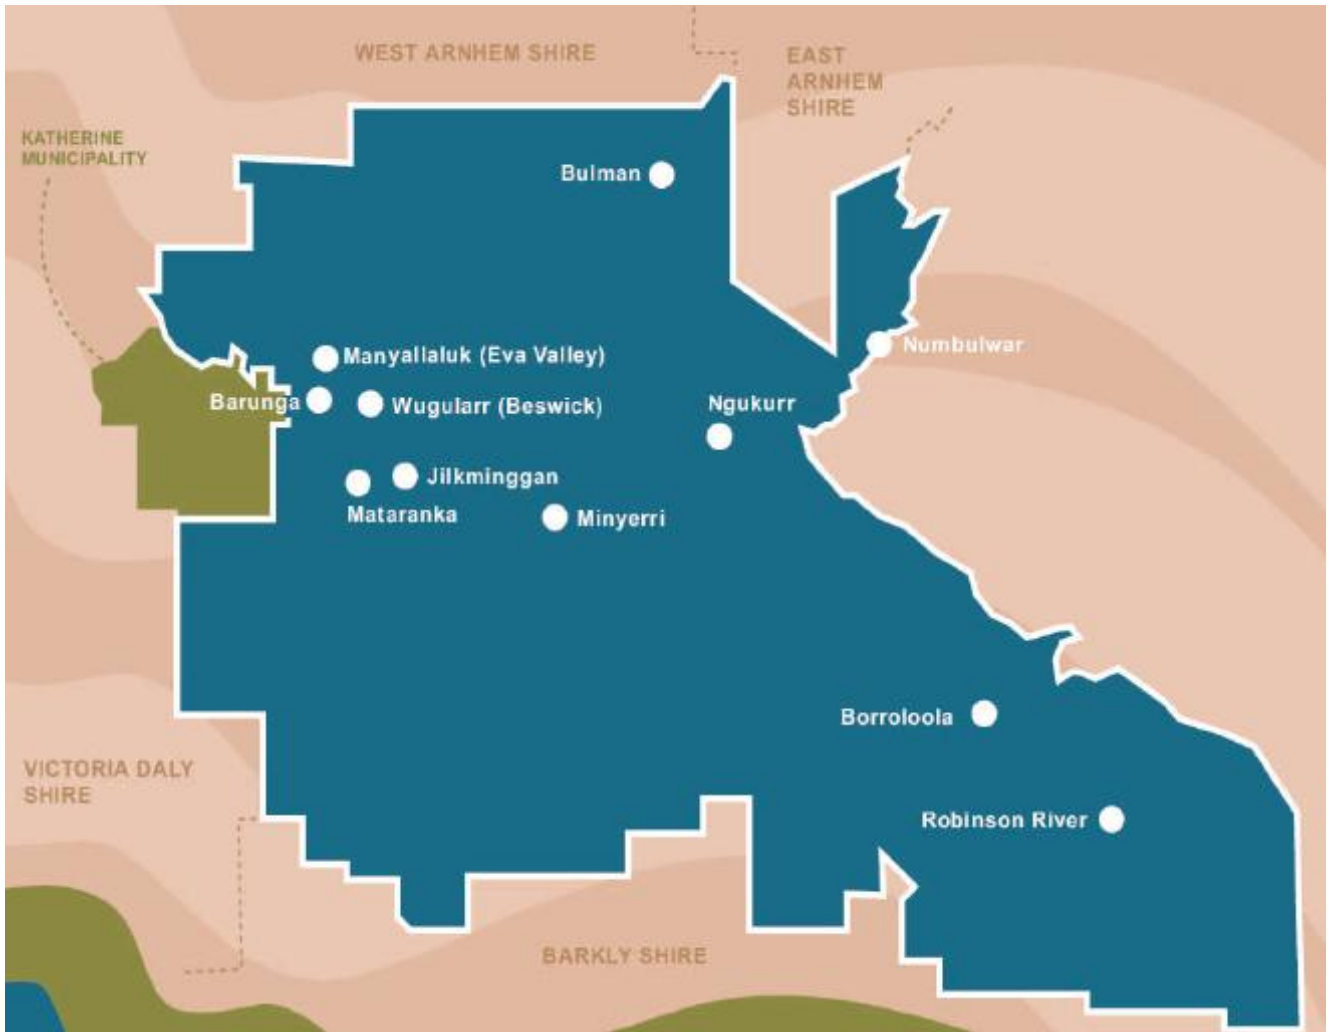 WEST ARNHEM SHIRE
EAST
ARNHEM
SHIRE
KATHERINE
MUNICIPALITY
Bulman
Manyallaluk (Eva Valley)
Numbulwar
Barunga
Wugularr (Beswick)
Ngukurr
Jilkminggan
Mataranka
Minyerri
Borroloola
VICTORIA DALY
SHIRE
Robinson River
BARKLY SHIRE